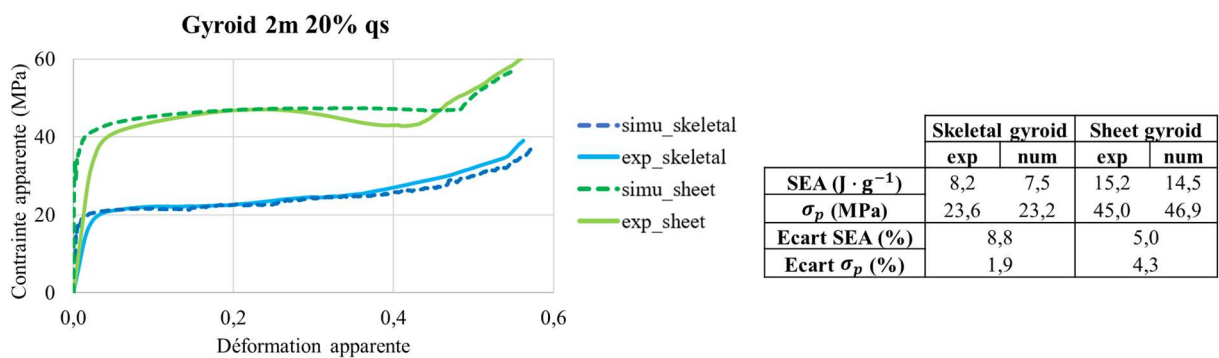 Gyroid 2m 20% qs
Contrainte apparente (MPa)
60
40
20
0
0,0
0,2
0,4
0,6
Déformation apparente
simu_skeletal
exp_skeletal
simu_sheet
exp_sheet
Skeletal gyroid Sheet gyroid
exp num exp num
SEA (J · g⁻¹) 8,2 7,5 15,2 14,5
σp (MPa) 23,6 23,2 45,0 46,9
Ecart SEA (%) 8,8 5,0
Ecart σp (%) 1,9 4,3